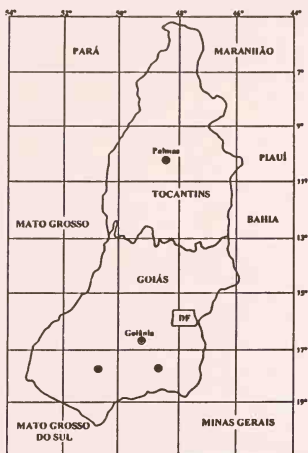 54° 52° 50° 48° 46° 44°
PARÁ
MARANHÃO
7°
9°
Palmas
PIAUÍ
11°
TOCANTINS
MATO GROSSO
BAHIA
13°
GOIÁS
15°
DF
Goiânia
17°
19°
MATO GROSSO
DO SUL
MINAS GERAIS